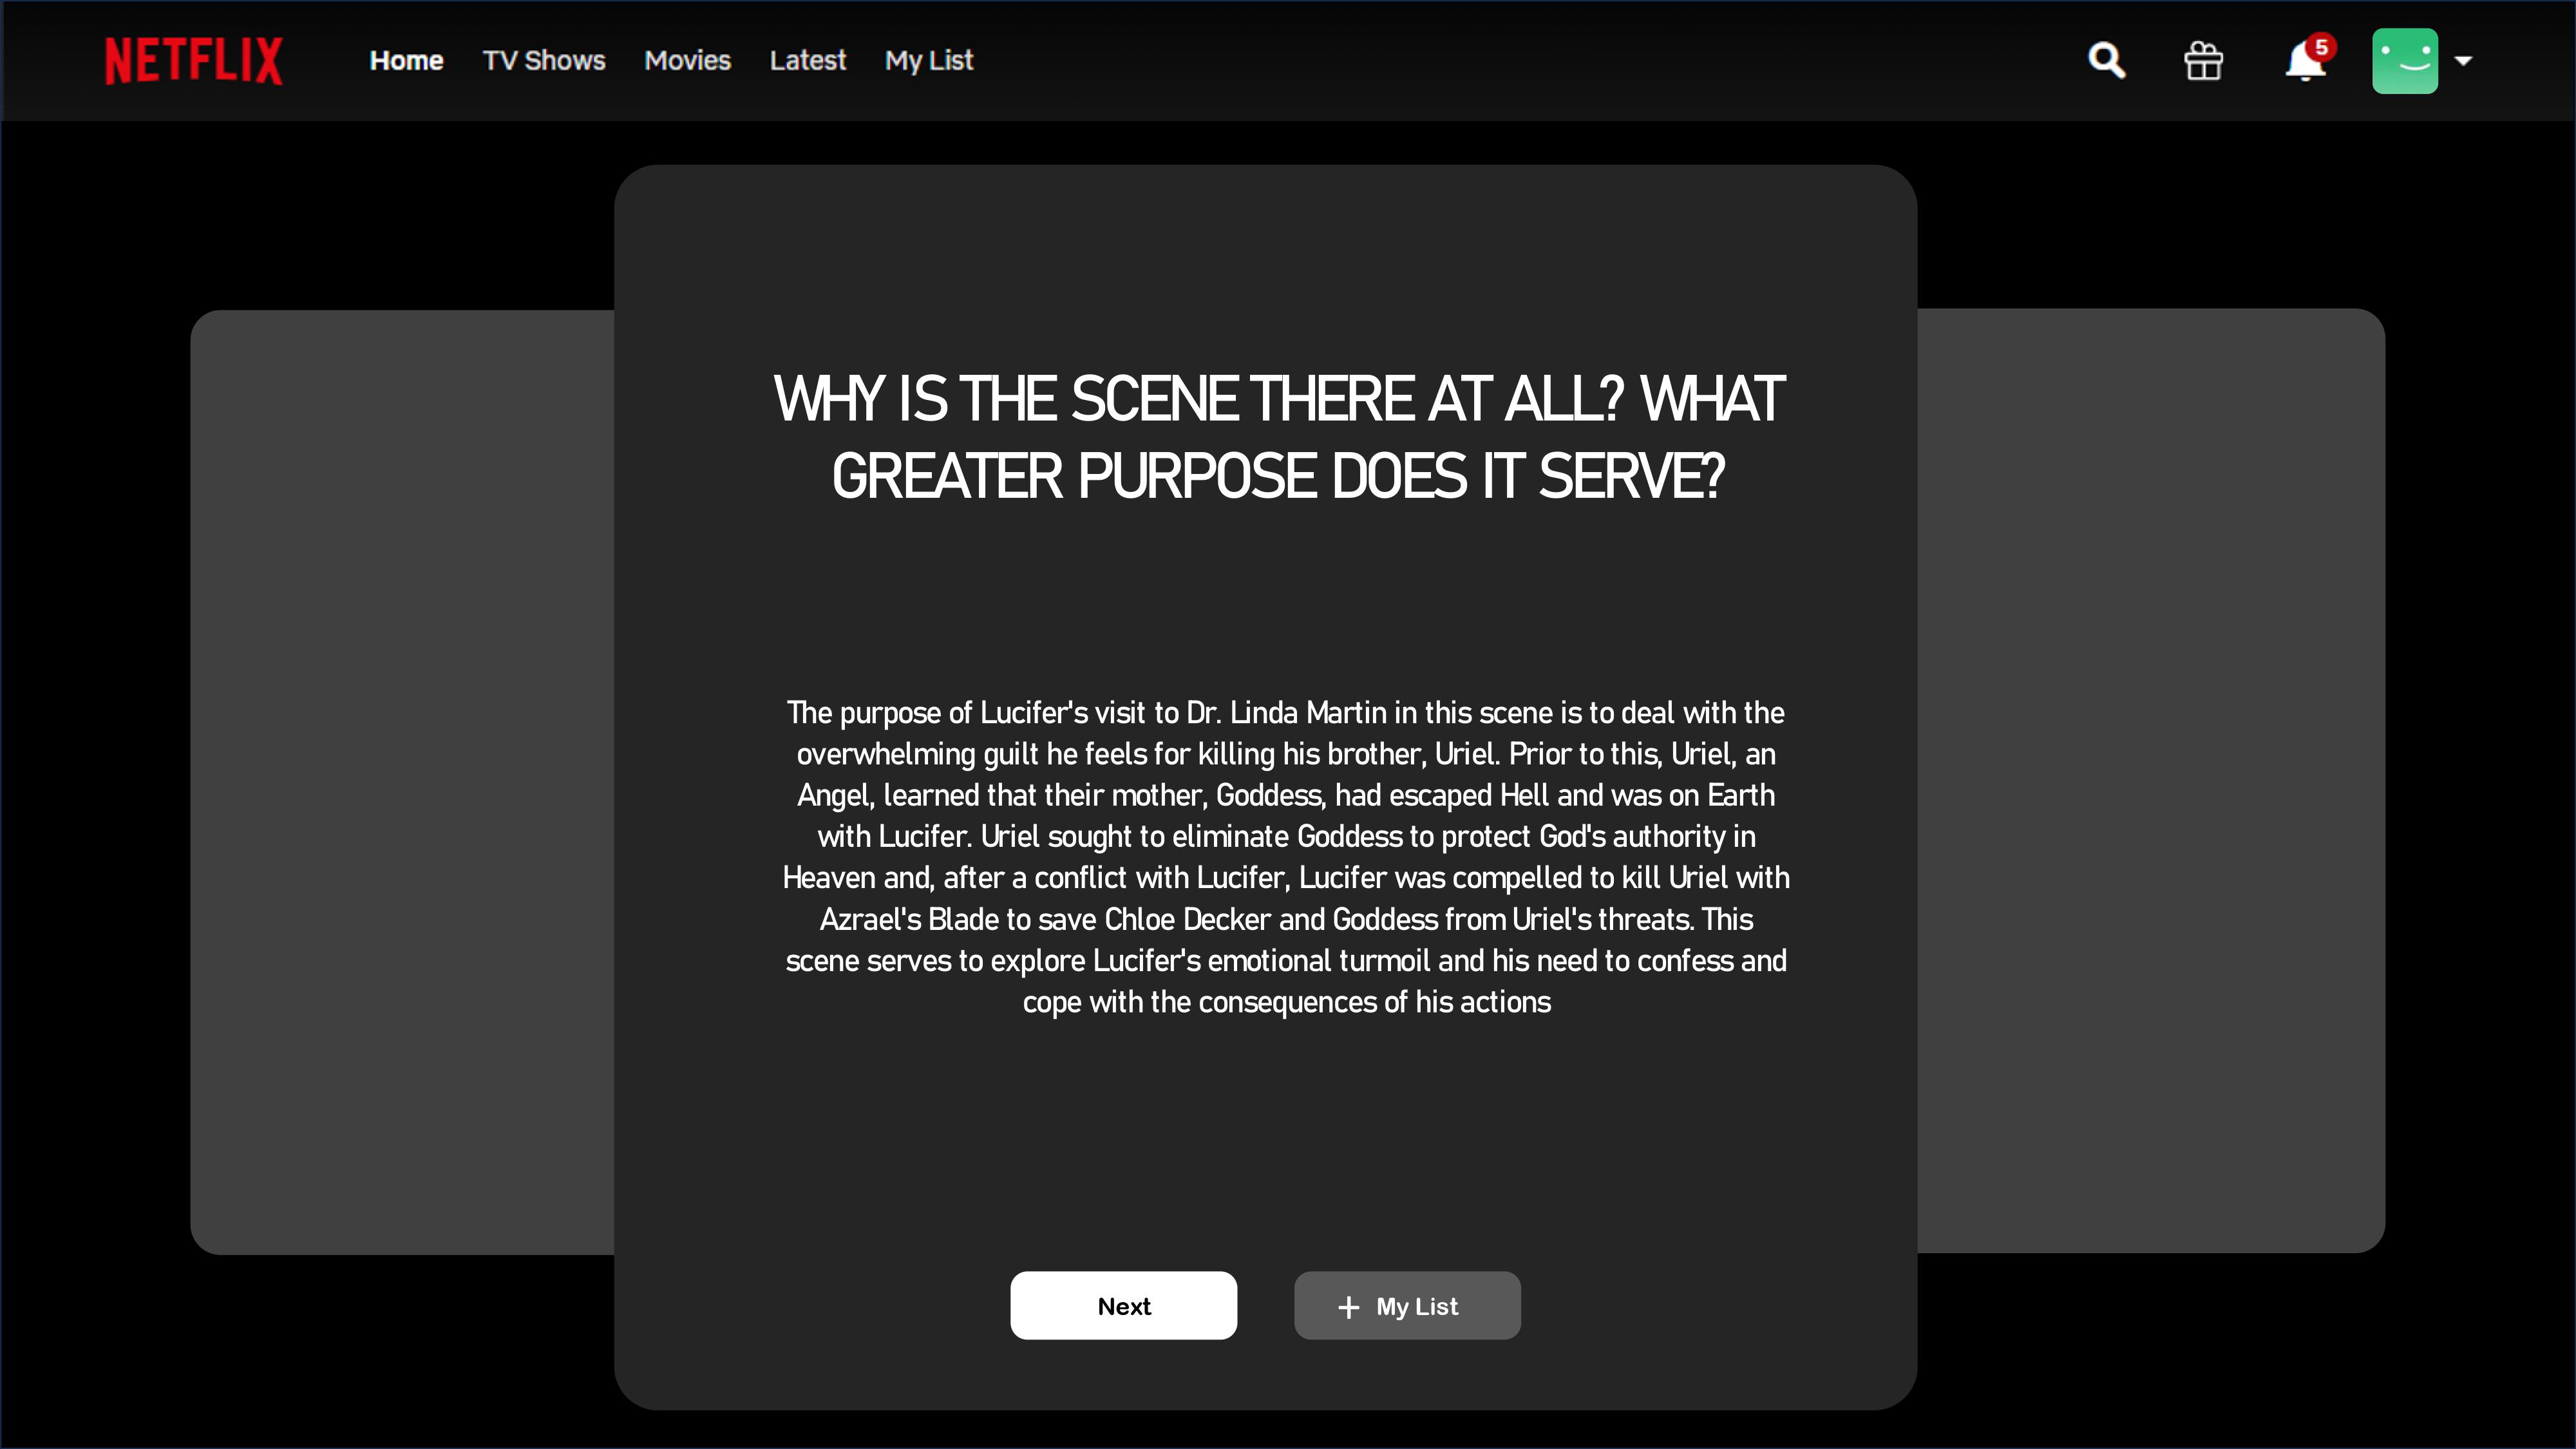 NETFLIX Home TV Shows Movies Latest My List 5
WHY IS THE SCENE THERE AT ALL? WHAT
GREATER PURPOSE DOES IT SERVE?
The purpose of Lucifer's visit to Dr. Linda Martin in this scene is to deal with the
overwhelming guilt he feels for killing his brother, Uriel. Prior to this, Uriel, an
Angel, learned that their mother, Goddess, had escaped Hell and was on Earth
with Lucifer. Uriel sought to eliminate Goddess to protect God's authority in
Heaven and, after a conflict with Lucifer, Lucifer was compelled to kill Uriel with
Azrael's Blade to save Chloe Decker and Goddess from Uriel's threats. This
scene serves to explore Lucifer's emotional turmoil and his need to confess and
cope with the consequences of his actions
Next + My List